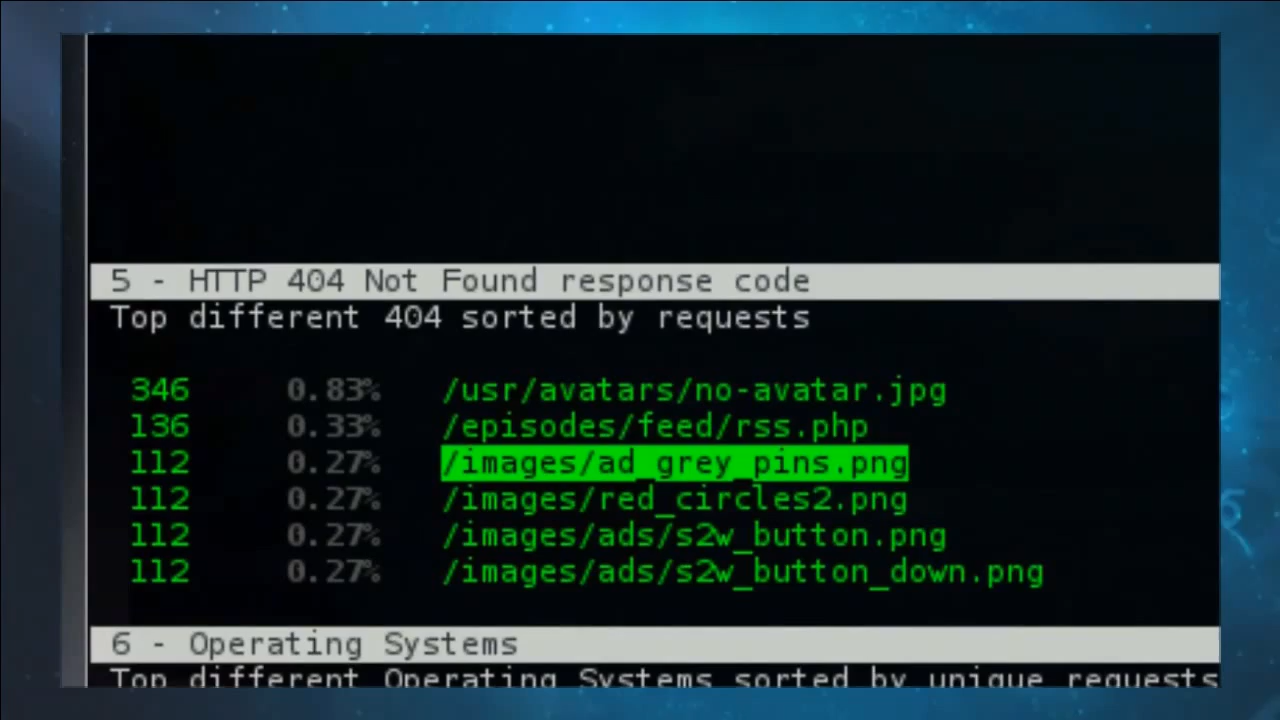 5 - HTTP 404 Not Found response code
Top different 404 sorted by requests
346 0.83% /usr/avatars/no-avatar.jpg
136 0.33% /episodes/feed/rss.php
112 0.27% /images/ad_grey_pins.png
112 0.27% /images/red_circles2.png
112 0.27% /images/ads/s2w_button.png
112 0.27% /images/ads/s2w_button_down.png
6 - Operating Systems
Top different Operating Systems sorted by unique requests